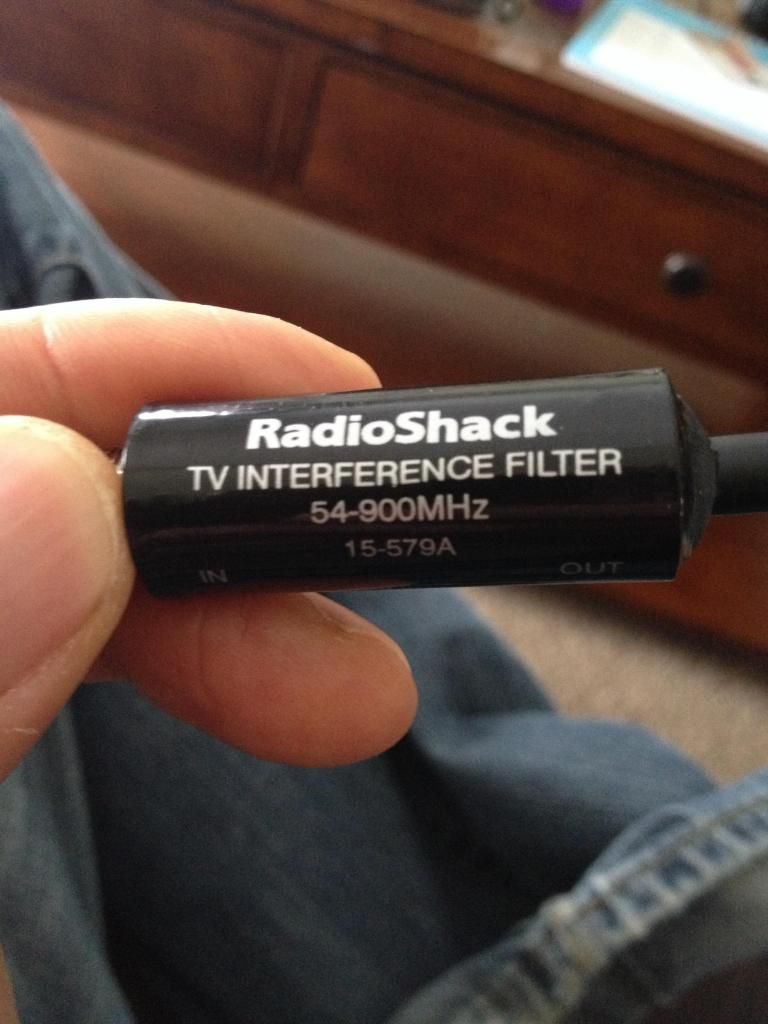 RadioShack
TV INTERFERENCE FILTER
54-900MHz
15-579A
IN OUT